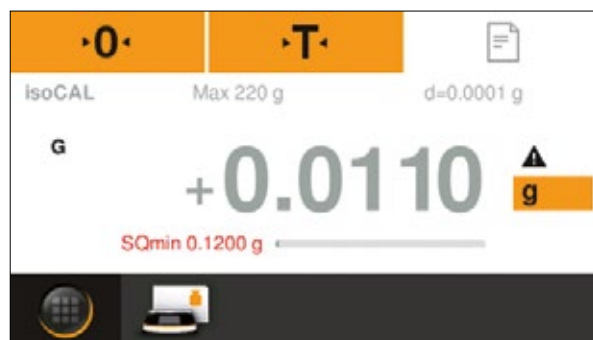 0 T
isoCAL Max 220 g d=0.0001 g
G
+0.0110 g
SQmin 0.1200 g